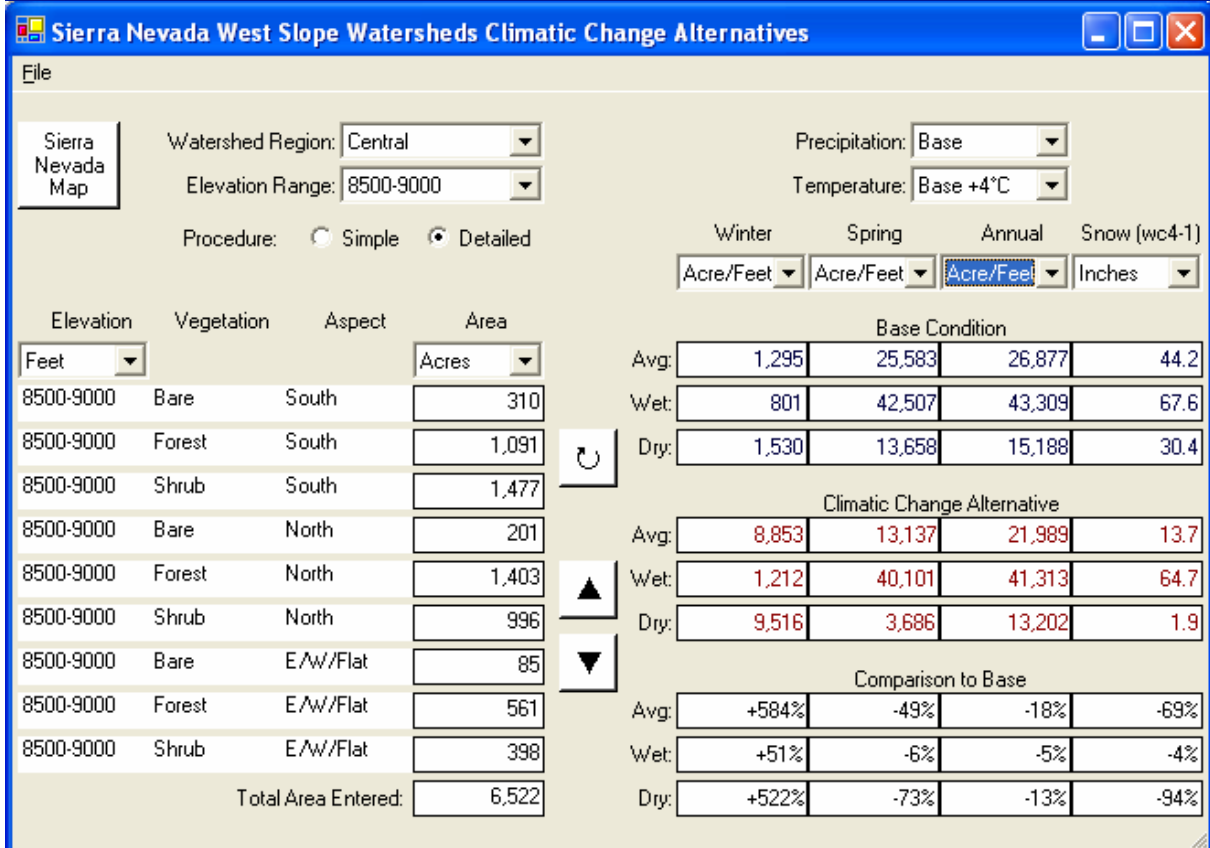 Sierra Nevada West Slope Watersheds Climatic Change Alternatives
File
Sierra Nevada Map
Watershed Region: Central
Elevation Range: 8500-9000
Procedure: Simple Detailed
Precipitation: Base
Temperature: Base +4°C
Winter Spring Annual Snow (wc4-1)
Acre/Feet Acre/Feet Acre/Feet Inches
Elevation Vegetation Aspect Area
Feet Acres
8500-9000 Bare South 310
8500-9000 Forest South 1,091
8500-9000 Shrub South 1,477
8500-9000 Bare North 201
8500-9000 Forest North 1,403
8500-9000 Shrub North 996
8500-9000 Bare E/W/Flat 85
8500-9000 Forest E/W/Flat 561
8500-9000 Shrub E/W/Flat 398
Total Area Entered: 6,522
Base Condition
Avg: 1,295 25,583 26,877 44.2
Wet: 801 42,507 43,309 67.6
Dry: 1,530 13,658 15,188 30.4
Climatic Change Alternative
Avg: 8,853 13,137 21,989 13.7
Wet: 1,212 40,101 41,313 64.7
Dry: 9,516 3,686 13,202 1.9
Comparison to Base
Avg: +584% -49% -18% -69%
Wet: +51% -6% -5% -4%
Dry: +522% -73% -13% -94%